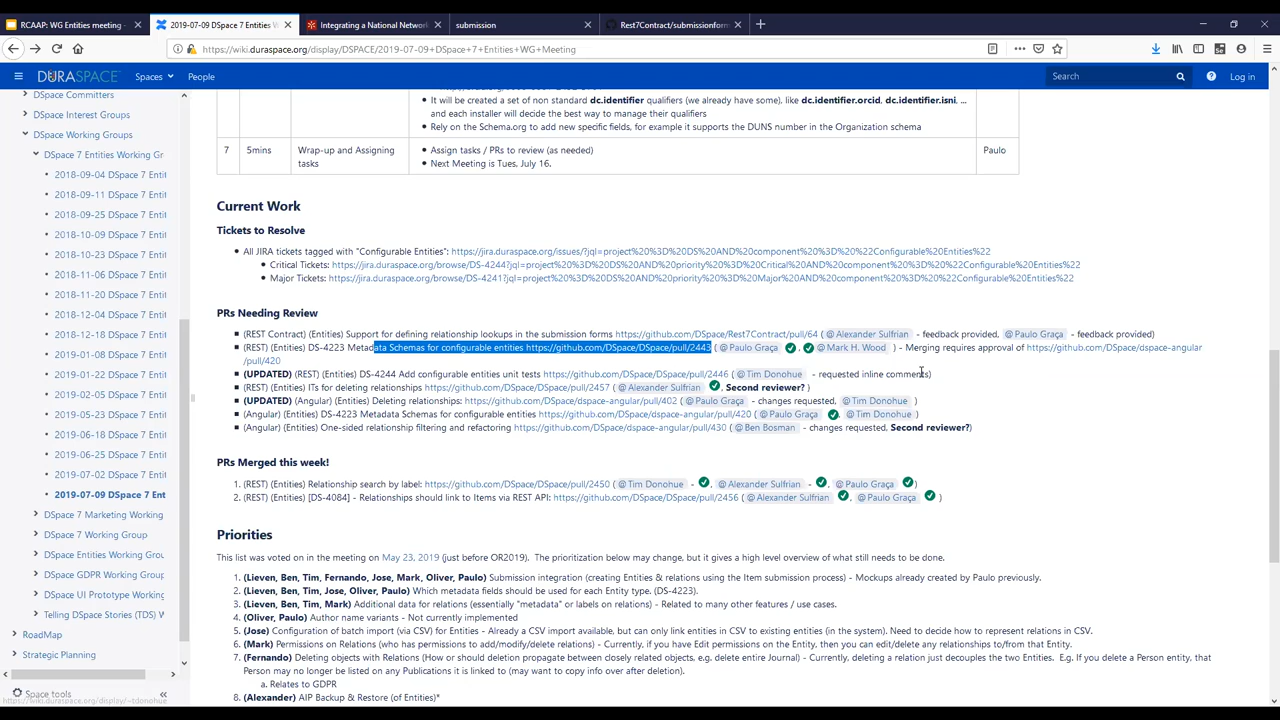 RCAAP: WG Entities meeting -
2019-07-09 DSpace 7 Entities W
Integrating a National Network
submission
Rest7Contract/submissionform
https://wiki.duraspace.org/display/DSPACE/2019-07-09+DSpace+7+Entities+WG+Meeting
DURASPACE
Spaces
People
Search
Log in
DSpace Committers
DSpace Interest Groups
DSpace Working Groups
DSpace 7 Entities Working Gr
2018-09-04 DSpace 7 Entit
2018-09-11 DSpace 7 Entit
2018-09-25 DSpace 7 Entit
2018-10-09 DSpace 7 Entit
2018-10-23 DSpace 7 Entit
2018-11-06 DSpace 7 Entit
2018-11-20 DSpace 7 Entit
2018-12-04 DSpace 7 Entit
2018-12-18 DSpace 7 Entit
2019-01-08 DSpace 7 Entit
2019-01-22 DSpace 7 Entit
2019-02-05 DSpace 7 Entit
2019-05-23 DSpace 7 Entit
2019-06-18 DSpace 7 Entit
2019-06-25 DSpace 7 Entit
2019-07-02 DSpace 7 Entit
2019-07-09 DSpace 7 Ent
DSpace 7 Marketing Working
DSpace 7 Working Group
DSpace Entities Working Grou
DSpace GDPR Working Group
DSpace UI Prototype Working
Telling DSpace Stories (TDS) W
RoadMap
Strategic Planning
Space tools
https://wiki.duraspace.org/display/~tdonohue
• It will be created a set of non standard dc.identifier qualifiers (we already have some), like dc.identifier.orcid, dc.identifier.isni, ...
and each installer will decide the best way to manage their qualifiers
• Rely on the Schema.org to add new specific fields, for example it supports the DUNS number in the Organization schema
7 5mins Wrap-up and Assigning tasks • Assign tasks / PRs to review (as needed) Paulo
• Next Meeting is Tues, July 16.
Current Work
Tickets to Resolve
• All JIRA tickets tagged with "Configurable Entities": https://jira.duraspace.org/issues/?jql=project%20%3D%20DS%20AND%20component%20%3D%20%22Configurable%20Entities%22
• Critical Tickets: https://jira.duraspace.org/browse/DS-4244?jql=project%20%3D%20DS%20AND%20priority%20%3D%20Critical%20AND%20component%20%3D%20%22Configurable%20Entities%22
• Major Tickets: https://jira.duraspace.org/browse/DS-4241?jql=project%20%3D%20DS%20AND%20priority%20%3D%20Major%20AND%20component%20%3D%20%22Configurable%20Entities%22
PRs Needing Review
(REST Contract) (Entities) Support for defining relationship lookups in the submission forms https://github.com/DSpace/Rest7Contract/pull/64 ( @Alexander Sulfrian - feedback provided, @Paulo Graça - feedback provided)
(REST) (Entities) DS-4223 Metadata Schemas for configurable entities https://github.com/DSpace/DSpace/pull/2443 ( @Paulo Graça , @Mark H. Wood ) - Merging requires approval of https://github.com/DSpace/dspace-angular
/pull/420
(UPDATED) (REST) (Entities) DS-4244 Add configurable entities unit tests https://github.com/DSpace/DSpace/pull/2446 ( @Tim Donohue - requested inline comments)
(REST) (Entities) ITs for deleting relationships https://github.com/DSpace/DSpace/pull/2457 ( @Alexander Sulfrian , Second reviewer? )
(UPDATED) (Angular) (Entities) Deleting relationships: https://github.com/DSpace/dspace-angular/pull/402 ( @Paulo Graça - changes requested, @Tim Donohue )
(Angular) (Entities) DS-4223 Metadata Schemas for configurable entities https://github.com/DSpace/dspace-angular/pull/420 ( @Paulo Graça , @Tim Donohue )
(Angular) (Entities) One-sided relationship filtering and refactoring https://github.com/DSpace/dspace-angular/pull/430 ( @Ben Bosman - changes requested, Second reviewer?)
PRs Merged this week!
1. (REST) (Entities) Relationship search by label: https://github.com/DSpace/DSpace/pull/2450 ( @Tim Donohue - , @Alexander Sulfrian - , @Paulo Graça )
2. (REST) (Entities) [DS-4084] - Relationships should link to Items via REST API: https://github.com/DSpace/DSpace/pull/2456 ( @Alexander Sulfrian , @Paulo Graça )
Priorities
This list was voted on in the meeting on May 23, 2019 (just before OR2019). The prioritization below may change, but it gives a high level overview of what still needs to be done.
1. (Lieven, Ben, Tim, Fernando, Jose, Mark, Oliver, Paulo) Submission integration (creating Entities & relations using the Item submission process) - Mockups already created by Paulo previously.
2. (Lieven, Ben, Tim, Jose, Oliver, Paulo) Which metadata fields should be used for each Entity type. (DS-4223).
3. (Lieven, Ben, Tim, Mark) Additional data for relations (essentially "metadata" or labels on relations) - Related to many other features / use cases.
4. (Oliver, Paulo) Author name variants - Not currently implemented
5. (Jose) Configuration of batch import (via CSV) for Entities - Already a CSV import available, but can only link entities in CSV to existing entities (in the system). Need to decide how to represent relations in CSV.
6. (Mark) Permissions on Relations (who has permissions to add/modify/delete relations) - Currently, if you have Edit permissions on the Entity, then you can edit/delete any relationships to/from that Entity.
7. (Fernando) Deleting objects with Relations (How or should deletion propagate between closely related objects, e.g. delete entire Journal) - Currently, deleting a relation just decouples the two Entities. E.g. If you delete a Person entity, that
Person may no longer be listed on any Publications it is linked to (may want to copy info over after deletion).
a. Relates to GDPR
8. (Alexander) AIP Backup & Restore (of Entities)*